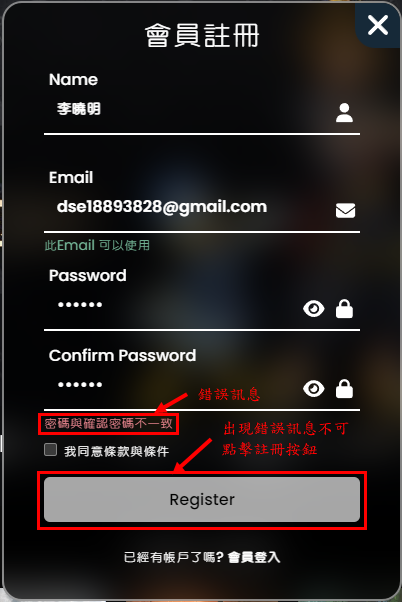 會員註冊
Name
李曉明
Email
dse18893828@gmail.com
此Email 可以使用
Password
••••••
Confirm Password
••••••
錯誤訊息
密碼與確認密碼不一致
出現錯誤訊息不可
點擊註冊按鈕
我同意條款與條件
Register
已經有帳戶了嗎? 會員登入